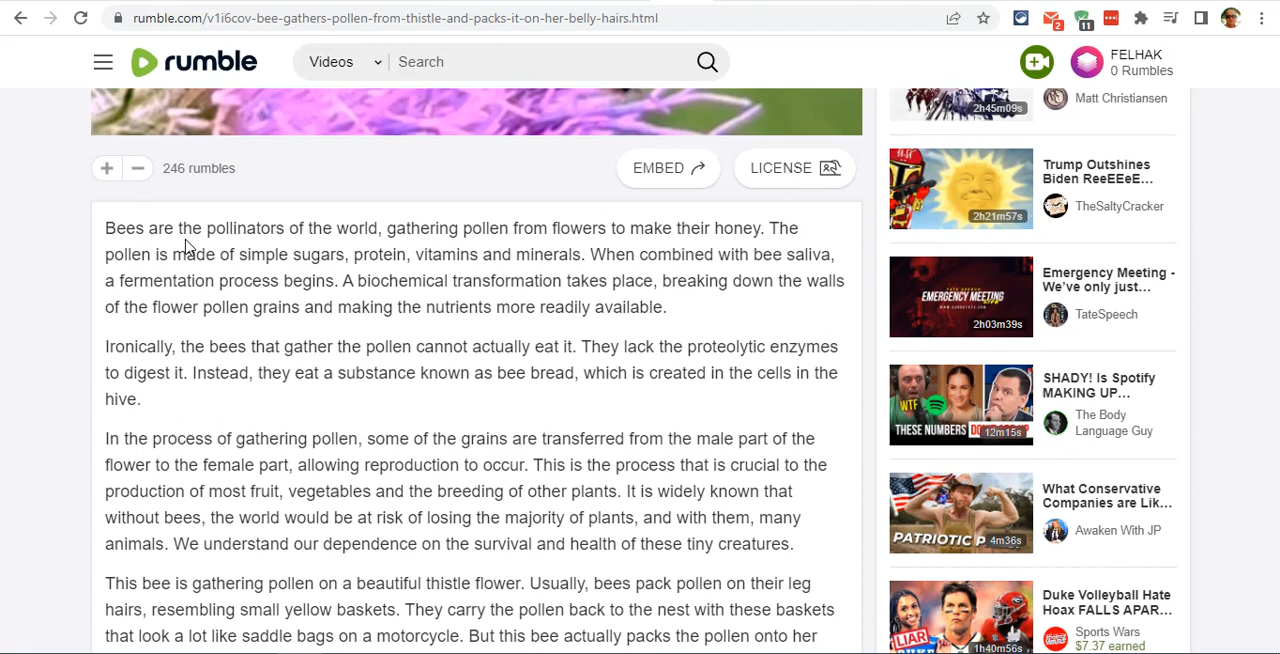 rumble.com/v1i6cov-bee-gathers-pollen-from-thistle-and-packs-it-on-her-belly-hairs.html
2
11
rumble
Videos
Search
FELHAK
0 Rumbles
246 rumbles
EMBED
LICENSE
Bees are the pollinators of the world, gathering pollen from flowers to make their honey. The
pollen is made of simple sugars, protein, vitamins and minerals. When combined with bee saliva,
a fermentation process begins. A biochemical transformation takes place, breaking down the walls
of the flower pollen grains and making the nutrients more readily available.
Ironically, the bees that gather the pollen cannot actually eat it. They lack the proteolytic enzymes
to digest it. Instead, they eat a substance known as bee bread, which is created in the cells in the
hive.
In the process of gathering pollen, some of the grains are transferred from the male part of the
flower to the female part, allowing reproduction to occur. This is the process that is crucial to the
production of most fruit, vegetables and the breeding of other plants. It is widely known that
without bees, the world would be at risk of losing the majority of plants, and with them, many
animals. We understand our dependence on the survival and health of these tiny creatures.
This bee is gathering pollen on a beautiful thistle flower. Usually, bees pack pollen on their leg
hairs, resembling small yellow baskets. They carry the pollen back to the nest with these baskets
that look a lot like saddle bags on a motorcycle. But this bee actually packs the pollen onto her
2h45m09s
Matt Christiansen
2h21m57s
Trump Outshines
Biden ReeEEeE...
TheSaltyCracker
EMERGENCY MEETING
2h03m39s
Emergency Meeting -
We've only just...
TateSpeech
WTF
THESE NUMBERS
12m15s
SHADY! Is Spotify
MAKING UP...
The Body
Language Guy
PATRIOTIC P
4m36s
What Conservative
Companies are Lik...
Awaken With JP
LIAR
DUKE
1h40m56s
Duke Volleyball Hate
Hoax FALLS APAR...
Sports Wars
$7.37 earned